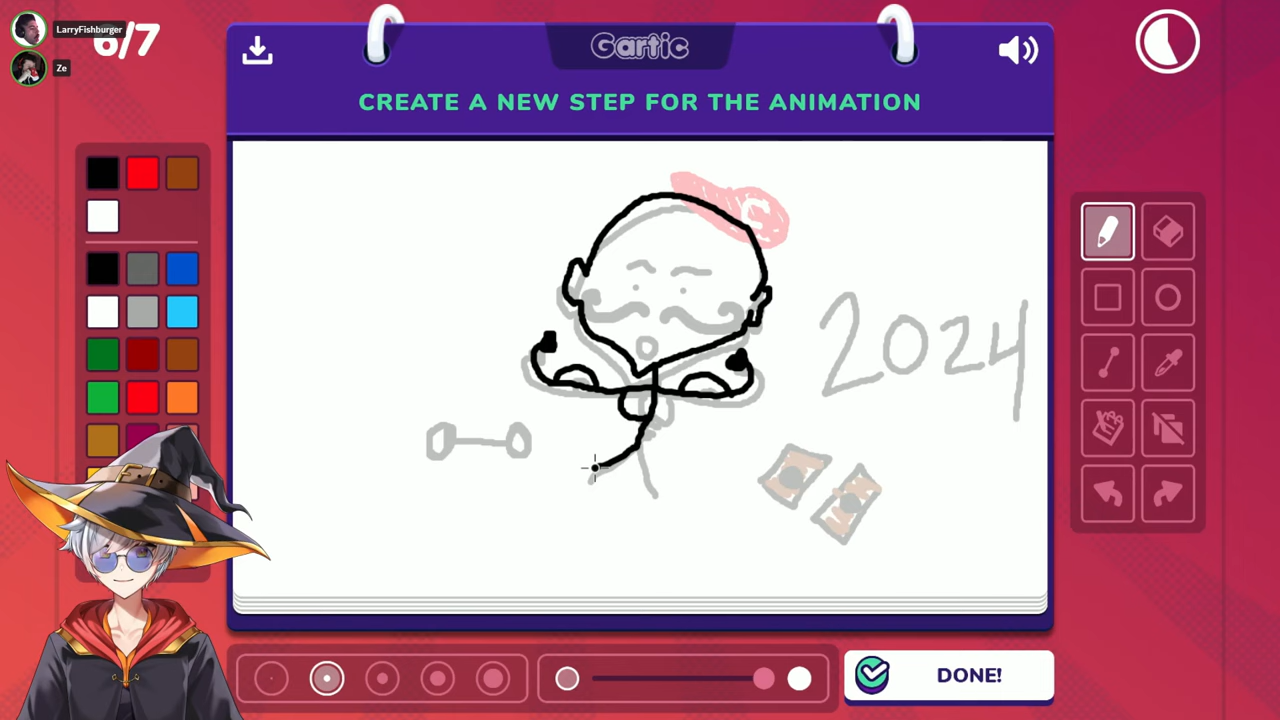 LarryFishburger
6/7
Ze
Gartic
CREATE A NEW STEP FOR THE ANIMATION
C
2024
DONE!